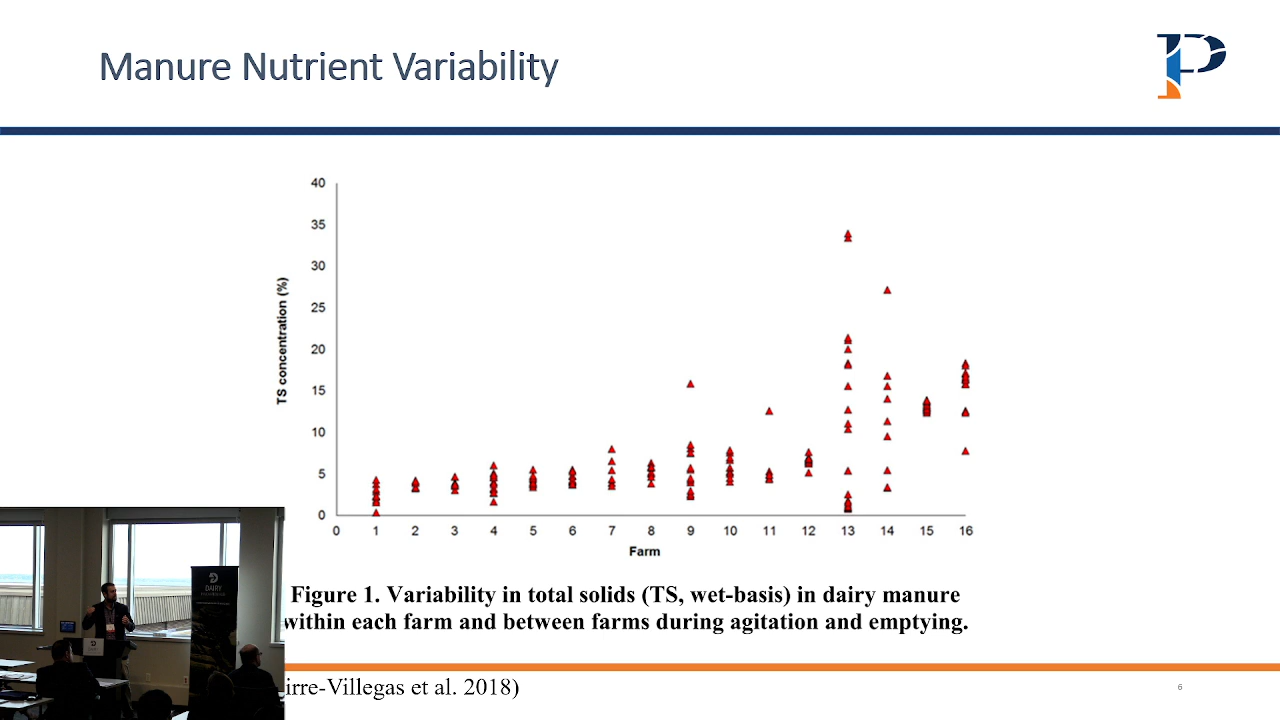 Manure Nutrient Variability
P
40
35
30
25
20
15
10
5
0
TS concentration (%)
0 1 2 3 4 5 6 7 8 9 10 11 12 13 14 15 16
Farm
Figure 1. Variability in total solids (TS, wet-basis) in dairy manure
within each farm and between farms during agitation and emptying.
DAIRY
irre-Villegas et al. 2018)
6